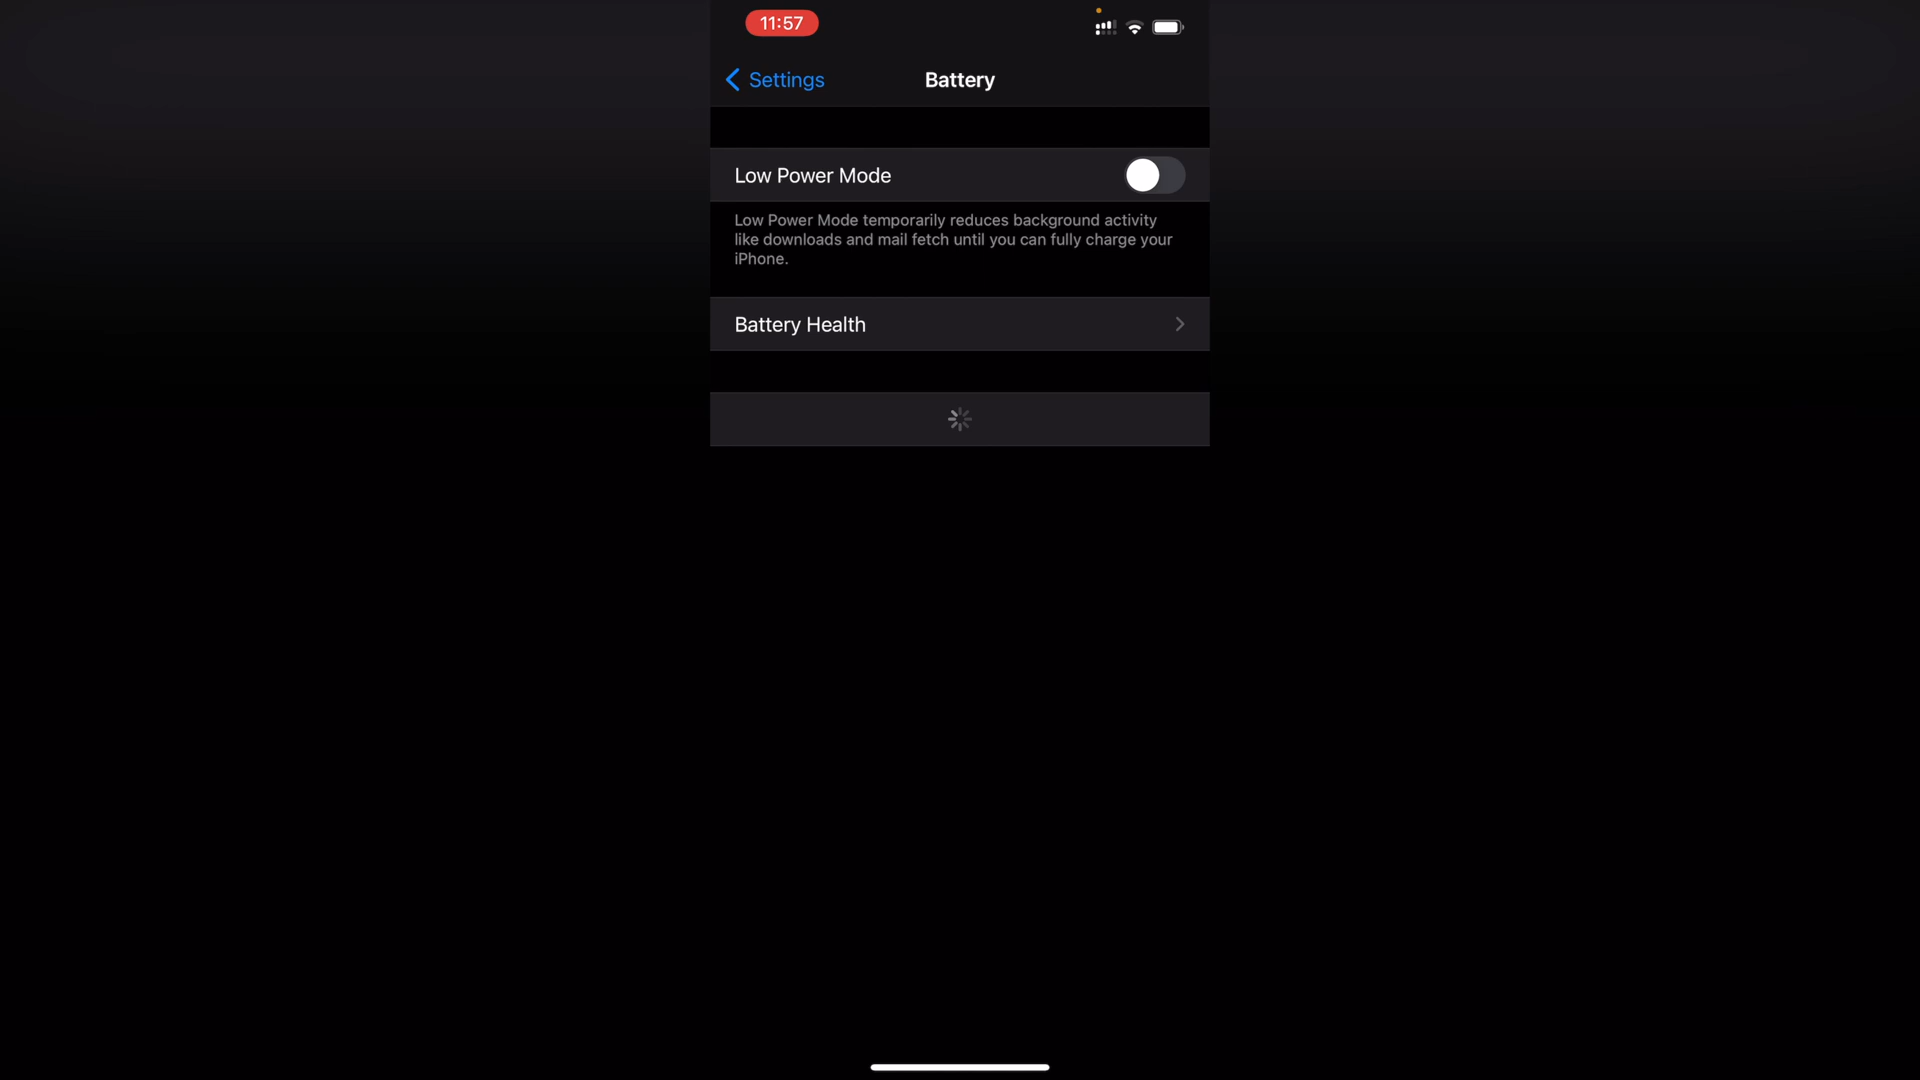 11:57
Settings
Battery
Low Power Mode
Low Power Mode temporarily reduces background activity
like downloads and mail fetch until you can fully charge your
iPhone.
Battery Health